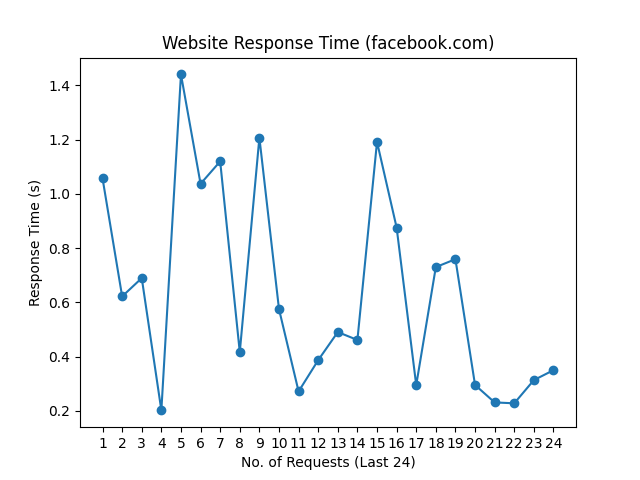 Website Response Time (facebook.com)
1.4
1.2
1.0
0.8
0.6
0.4
0.2
Response Time (s)
1 2 3 4 5 6 7 8 9 10 11 12 13 14 15 16 17 18 19 20 21 22 23 24
No. of Requests (Last 24)